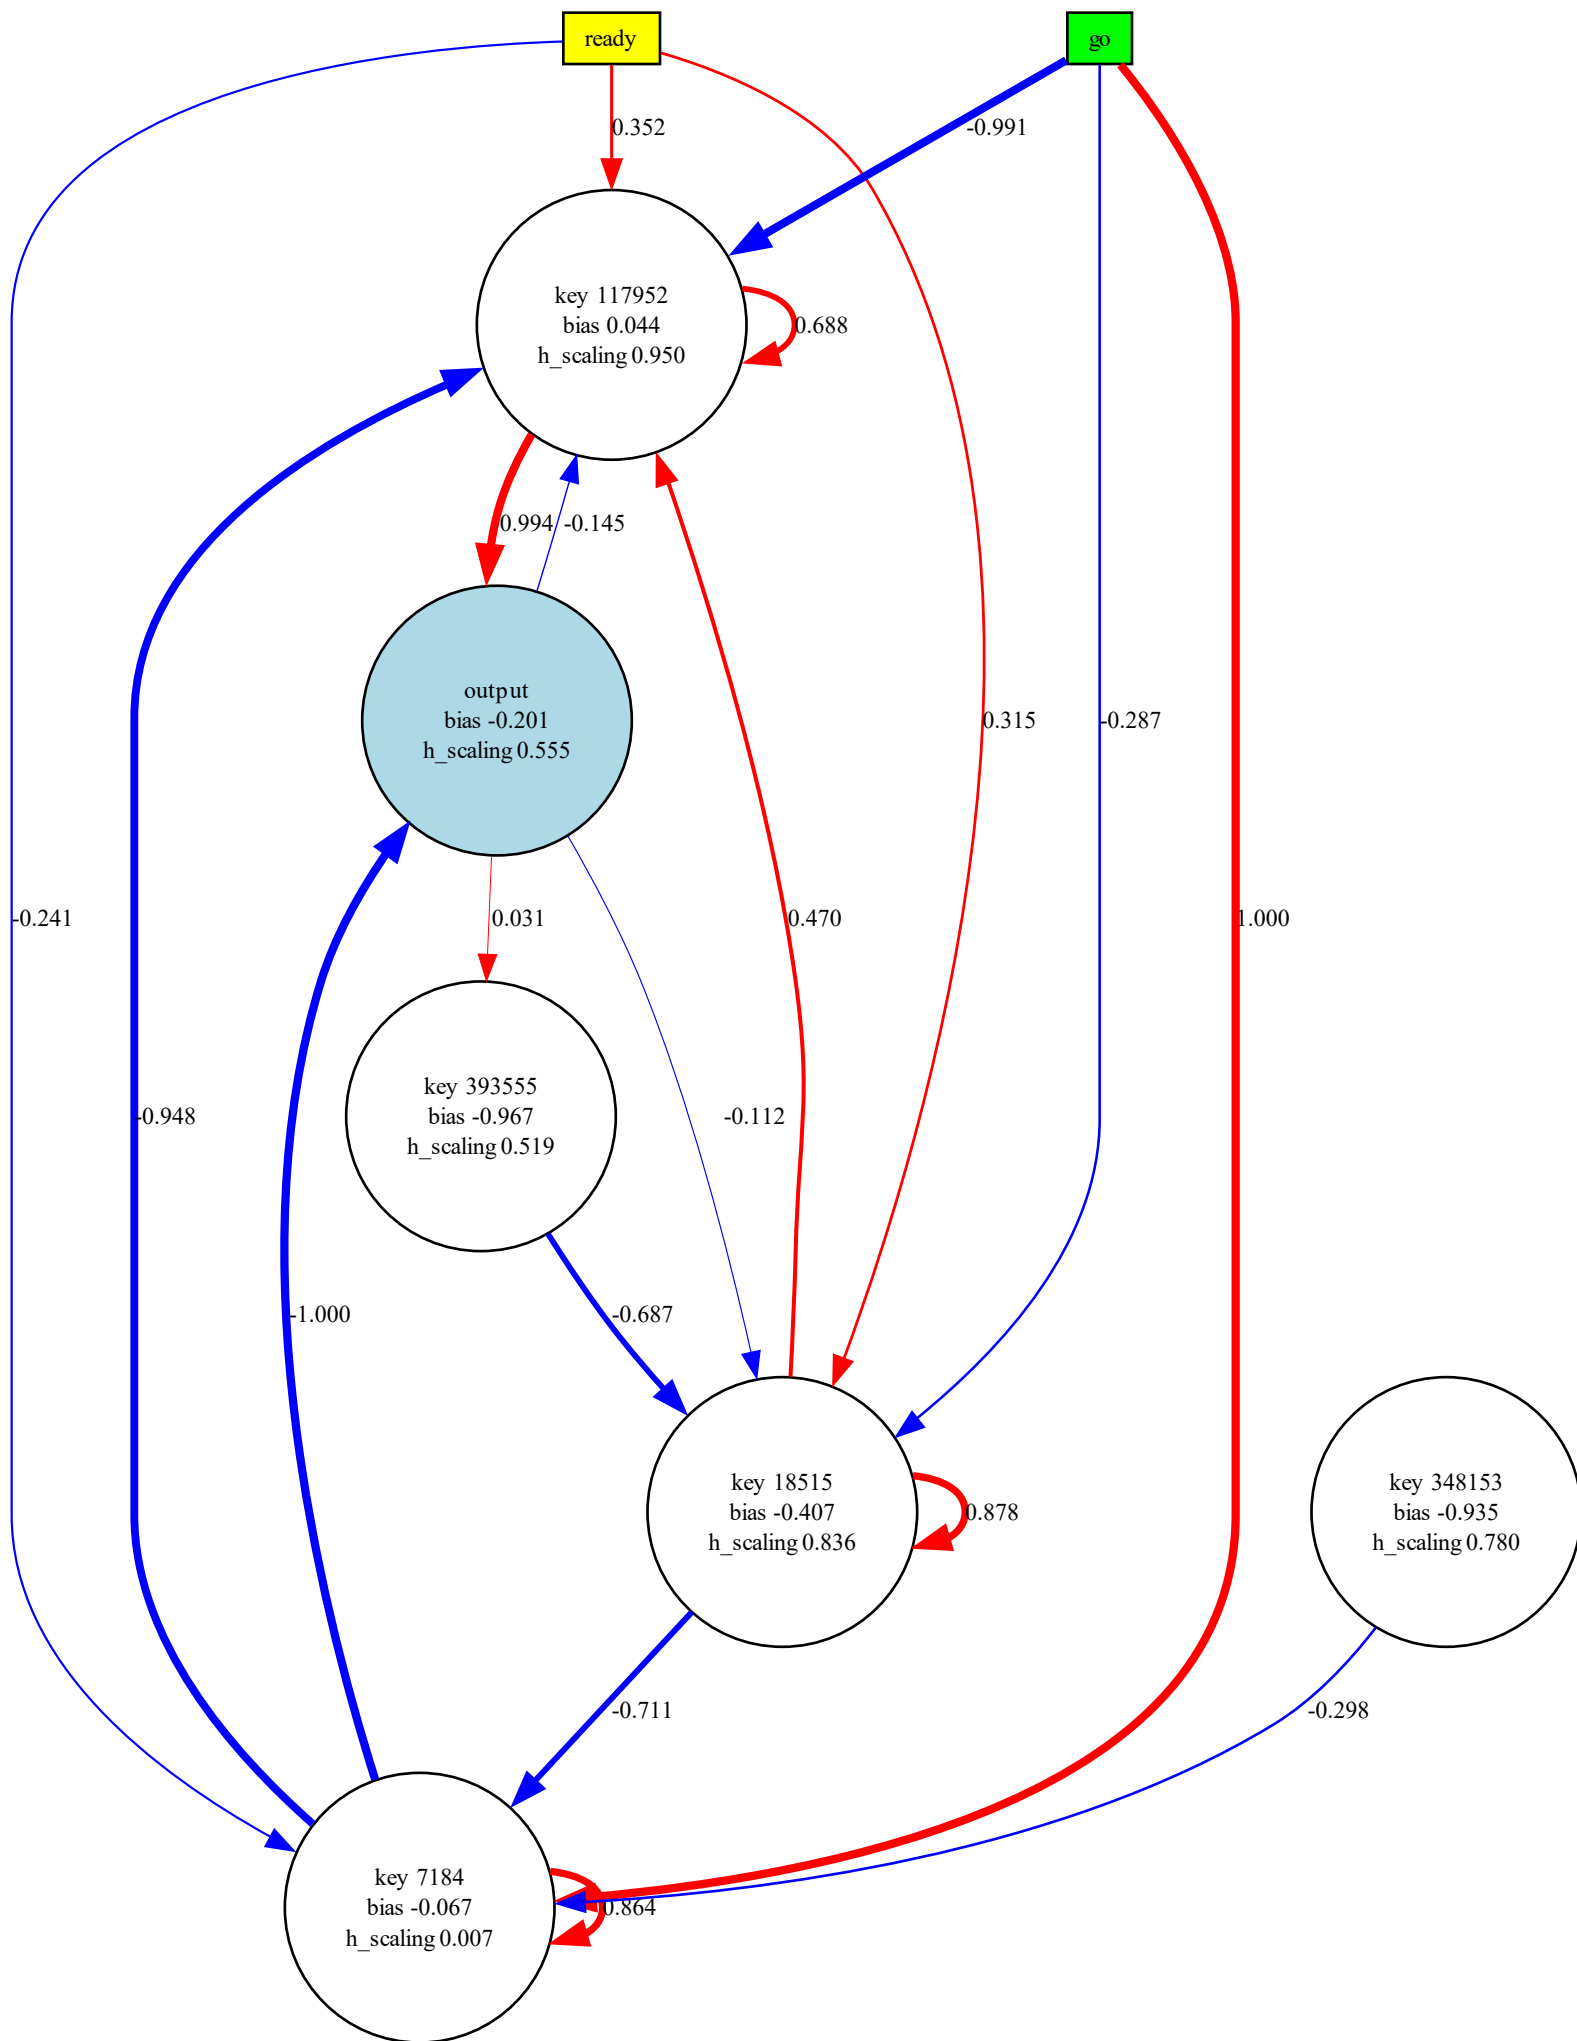 ready
go
0.352
-0.991
key 117952
bias 0.044
h_scaling 0.950
0.688
0.994
-0.145
output
bias -0.201
h_scaling 0.555
0.315
-0.287
-0.241
0.031
0.470
1.000
key 393555
bias -0.967
h_scaling 0.519
-0.948
-0.112
-1.000
-0.687
key 18515
bias -0.407
h_scaling 0.836
0.878
key 348153
bias -0.935
h_scaling 0.780
-0.711
-0.298
key 7184
bias -0.067
h_scaling 0.007
0.864